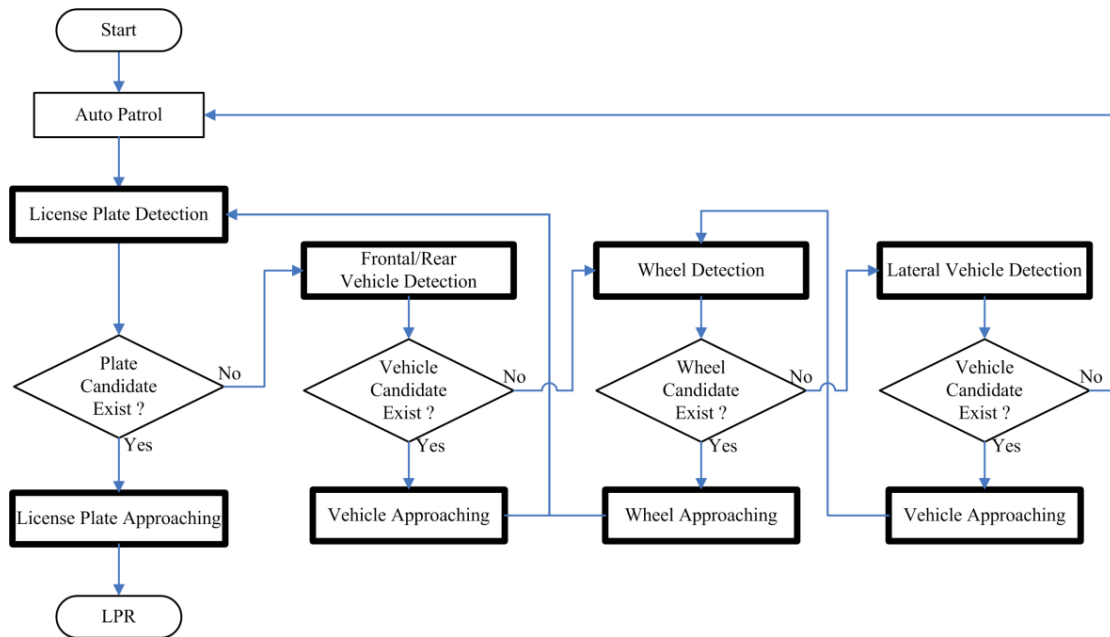 Start
Auto Patrol
License Plate Detection
Frontal/Rear
Vehicle Detection
Wheel Detection
Lateral Vehicle Detection
Plate
Candidate
Exist ?
No
Vehicle
Candidate
Exist ?
No
Wheel
Candidate
Exist ?
No
Vehicle
Candidate
Exist ?
No
Yes
Yes
Yes
Yes
License Plate Approaching
Vehicle Approaching
Wheel Approaching
Vehicle Approaching
LPR